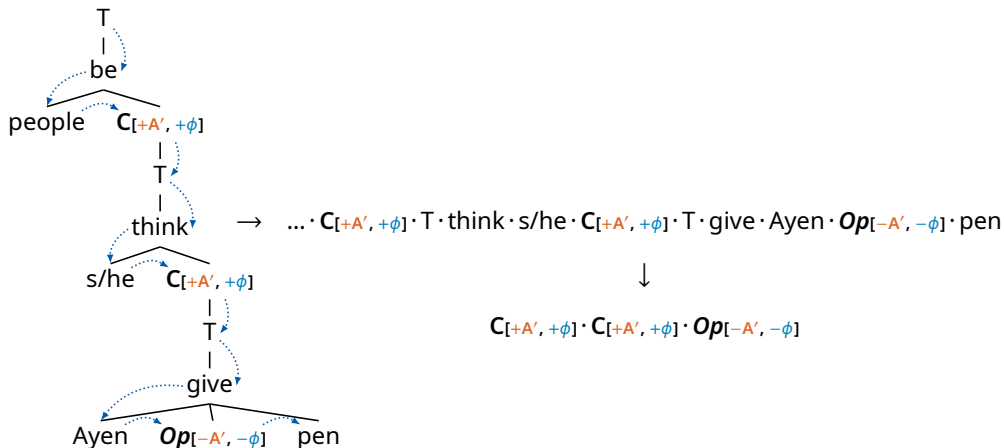 T
be
people C[+A′, +ϕ]
T
think → ... · C[+A′, +ϕ] · T · think · s/he · C[+A′, +ϕ] · T · give · Ayen · Op[−A′, −ϕ] · pen
s/he C[+A′, +ϕ]
↓
T
C[+A′, +ϕ] · C[+A′, +ϕ] · Op[−A′, −ϕ]
give
Ayen Op[−A′, −ϕ] pen